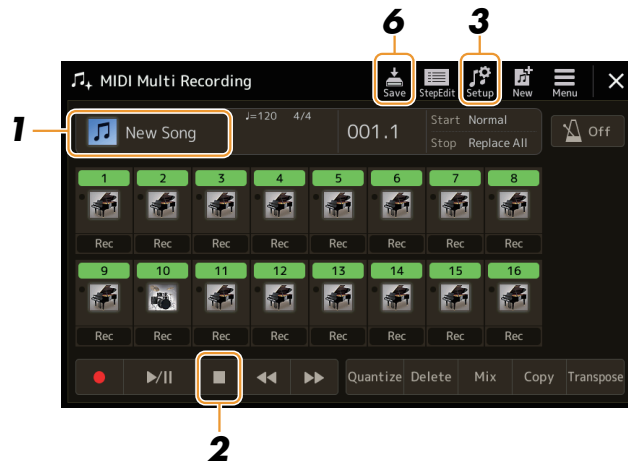 6 3
MIDI Multi Recording Save StepEdit Setup New Menu
1 New Song ♩=120 4/4 001.1 Start Normal Off
Stop Replace All
1 2 3 4 5 6 7 8
Rec Rec Rec Rec Rec Rec Rec Rec
9 10 11 12 13 14 15 16
Rec Rec Rec Rec Rec Rec Rec Rec
Quantize Delete Mix Copy Transpose
2